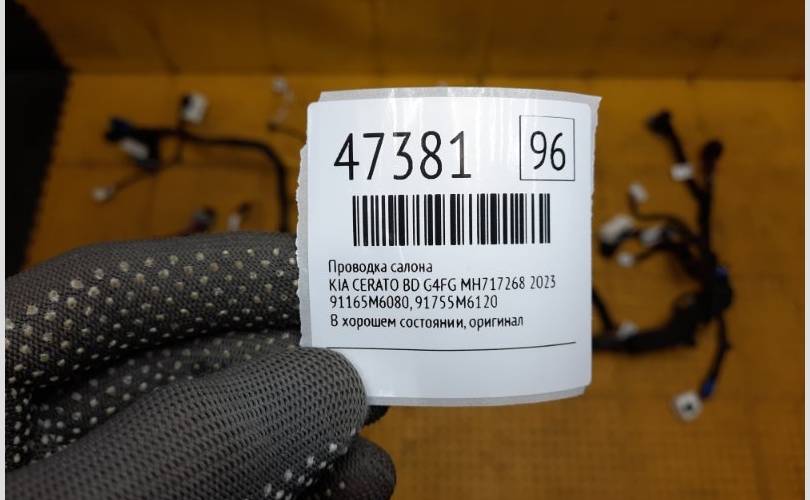 47381 96
Проводка салона
KIA CERATO BD G4FG MH717268 2023
91165M6080, 91755M6120
В хорошем состоянии, оригинал